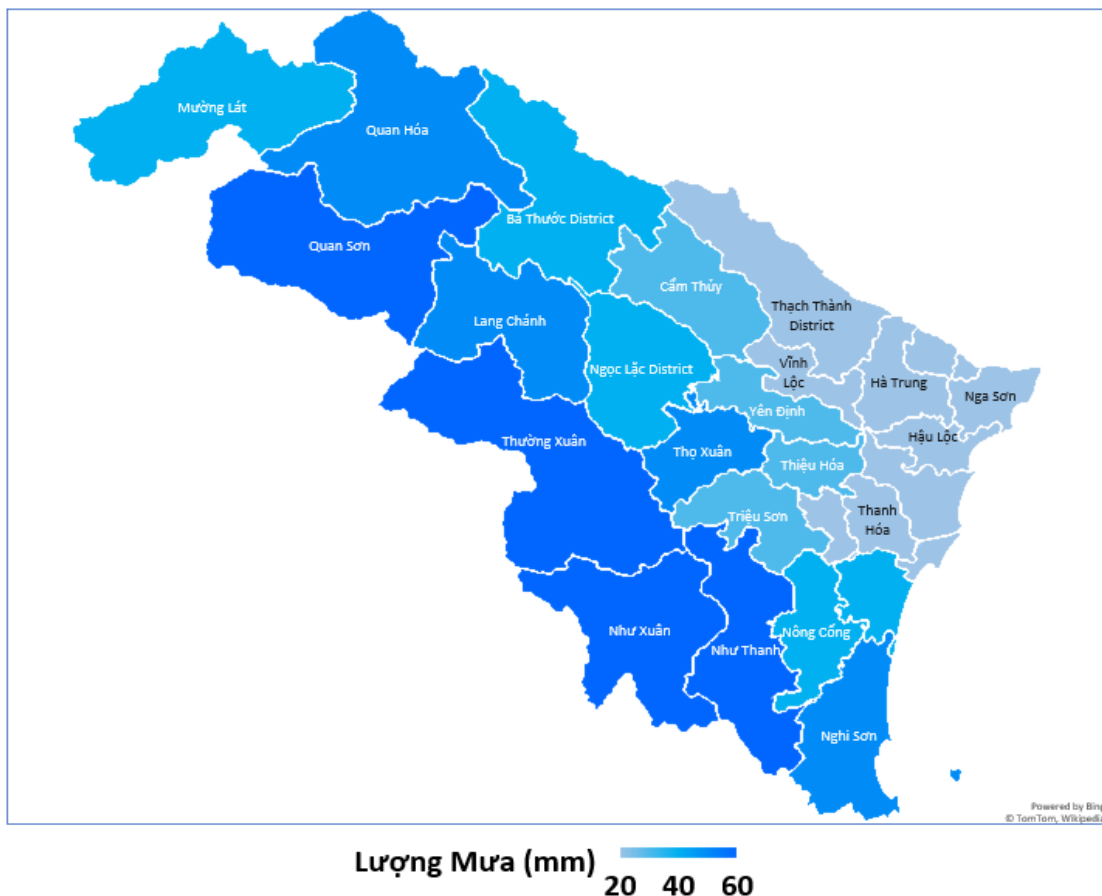 Mường Lát
Quan Hóa
Bá Thước District
Quan Sơn
Cẩm Thủy
Thạch Thành
District
Lang Chánh
Vĩnh
Lộc
Ngọc Lặc District
Hà Trung
Nga Sơn
Yên Định
Hậu Lộc
Thường Xuân
Thọ Xuân
Thiệu Hóa
Triệu Sơn
Thanh
Hóa
Như Xuân
Như Thanh
Nông Cống
Nghi Sơn
Powered by Bing
© TomTom, Wikipedia
Lượng Mưa (mm)
20 40 60